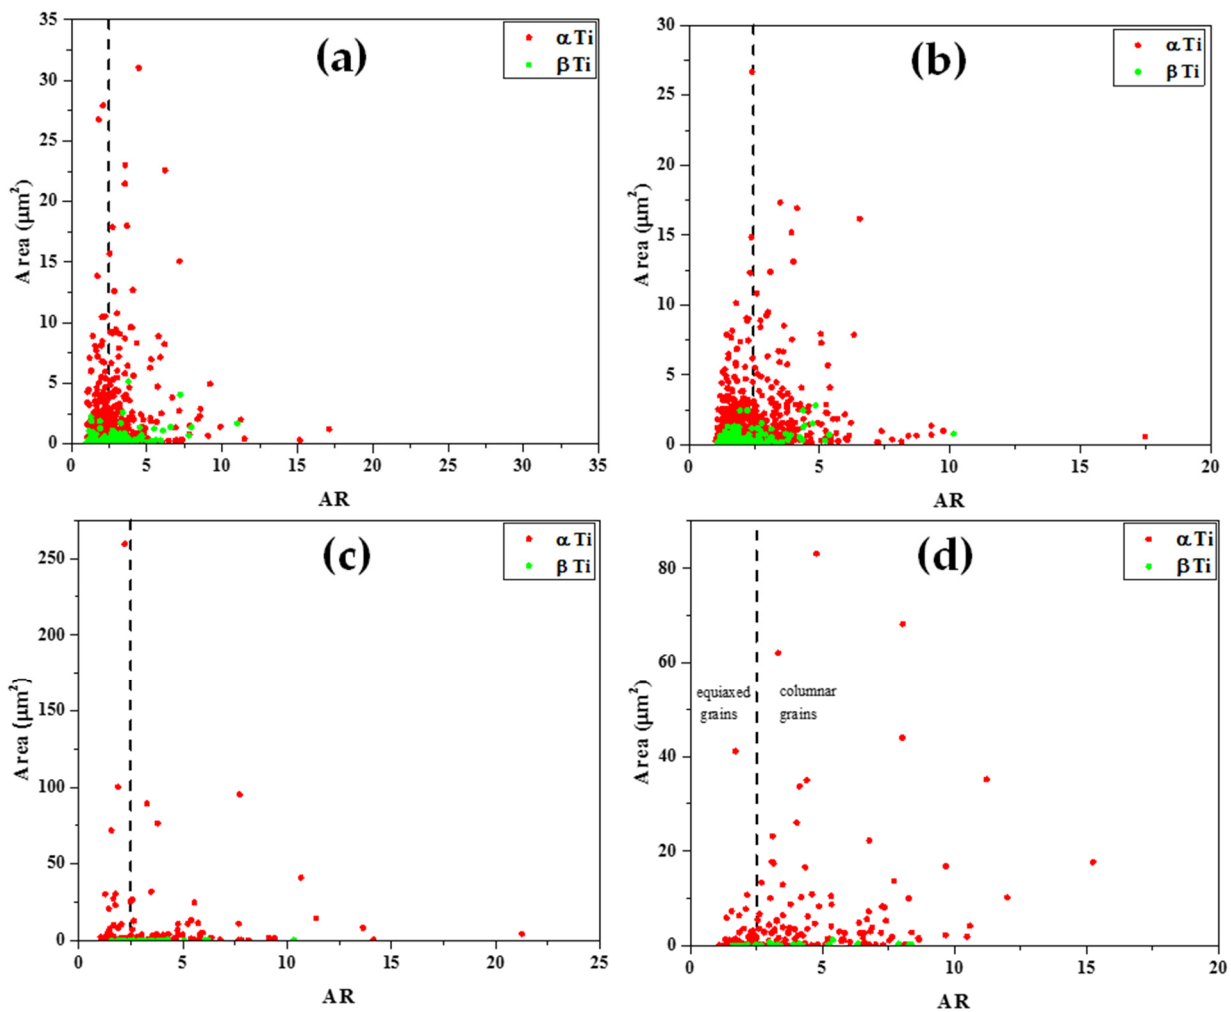 (a)
α Ti
β Ti
35
30
25
20
15
10
5
0
Area (μm²)
0 5 10 15 20 25 30 35
AR
(b)
α Ti
β Ti
30
25
20
15
10
5
0
Area (μm²)
0 5 10 15 20
AR
(c)
α Ti
β Ti
250
200
150
100
50
0
Area (μm²)
0 5 10 15 20 25
AR
(d)
α Ti
β Ti
80
60
40
20
0
Area (μm²)
equiaxed columnar
grains grains
0 5 10 15 20
AR